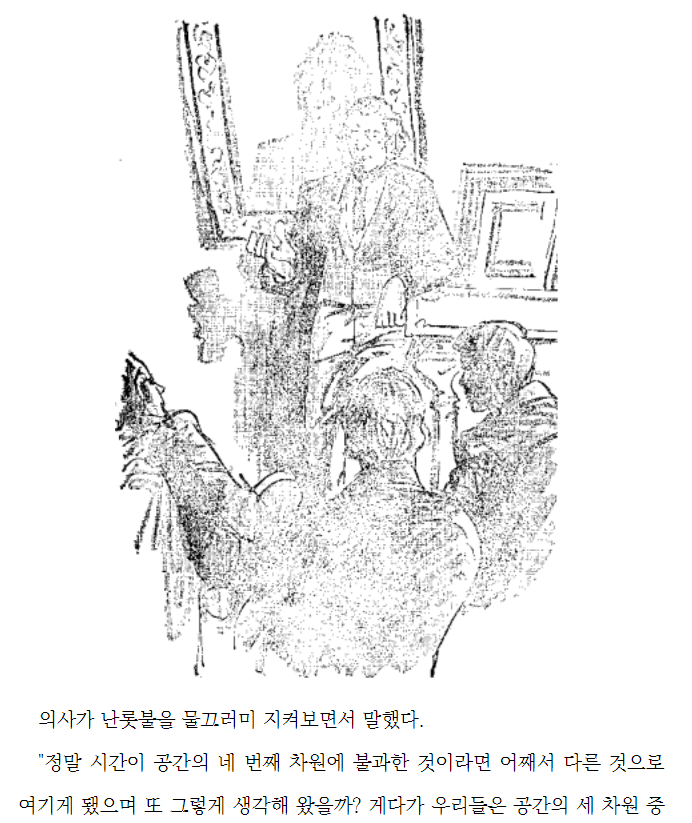 의사가 난롯불을 물끄러미 지켜보면서 말했다.
"정말 시간이 공간의 네 번째 차원에 불과한 것이라면 어째서 다른 것으로
여기게 됐으며 또 그렇게 생각해 왔을까? 게다가 우리들은 공간의 세 차원 중